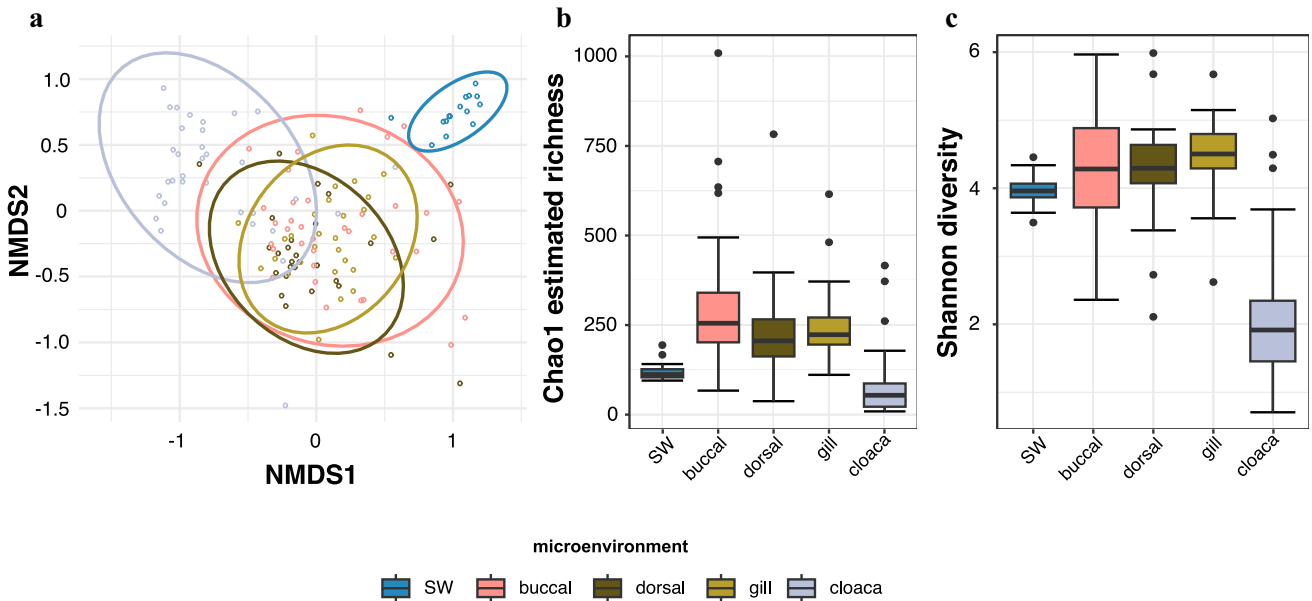 a
b
c
NMDS2
1.0
0.5
0
-0.5
-1.0
-1.5
-1
0
1
NMDS1
Chao1 estimated richness
1000
750
500
250
0
SW
buccal
dorsal
gill
cloaca
Shannon diversity
6
4
2
SW
buccal
dorsal
gill
cloaca
microenvironment
SW buccal dorsal gill cloaca